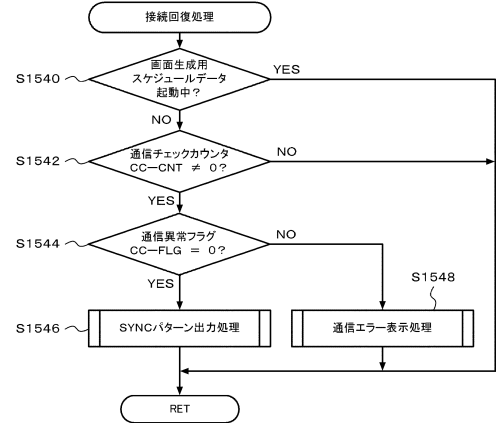 接続回復処理
S1540
画面生成用
スケジュールデータ
起動中？
YES
NO
S1542
通信チェックカウンタ
CC－CNT ≠ 0？
NO
YES
S1544
通信異常フラグ
CC－FLG = 0？
NO
YES
S1548
S1546
SYNCパターン出力処理
通信エラー表示処理
RET